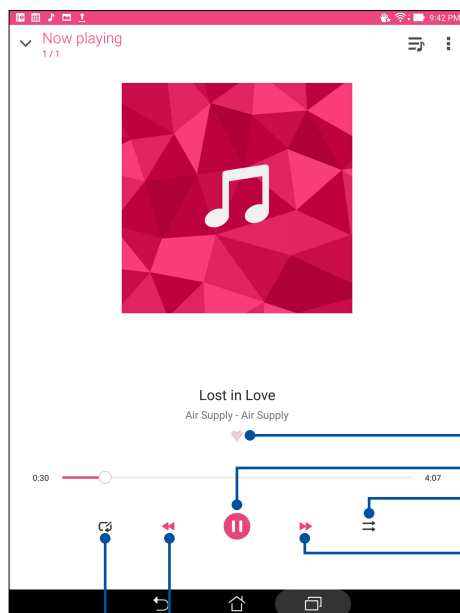 9:42 PM
Now playing
1 / 1
Lost in Love
Air Supply - Air Supply
0:30
4:07